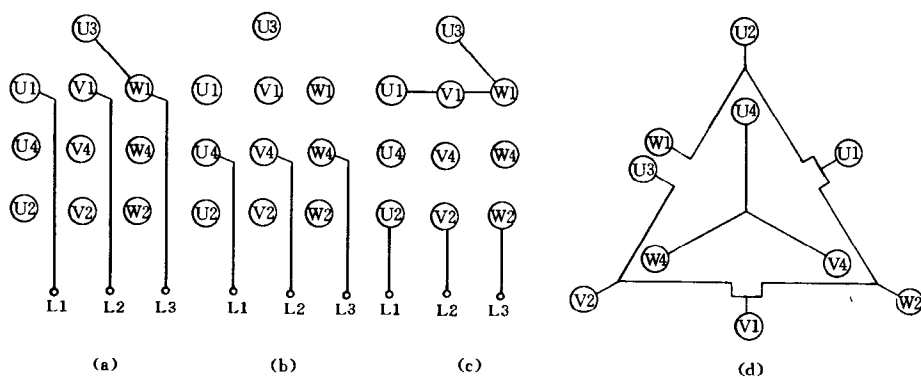 U3
U1 V1 W1
U4 V4 W4
U2 V2 W2
L1 L2 L3
(a)
U3
U1 V1 W1
U4 V4 W4
U2 V2 W2
L1 L2 L3
(b)
U3
U1 V1 W1
U4 V4 W4
U2 V2 W2
L1 L2 L3
(c)
U2
U4
W1
U3
U1
W4
V4
V2
W2
V1
(d)